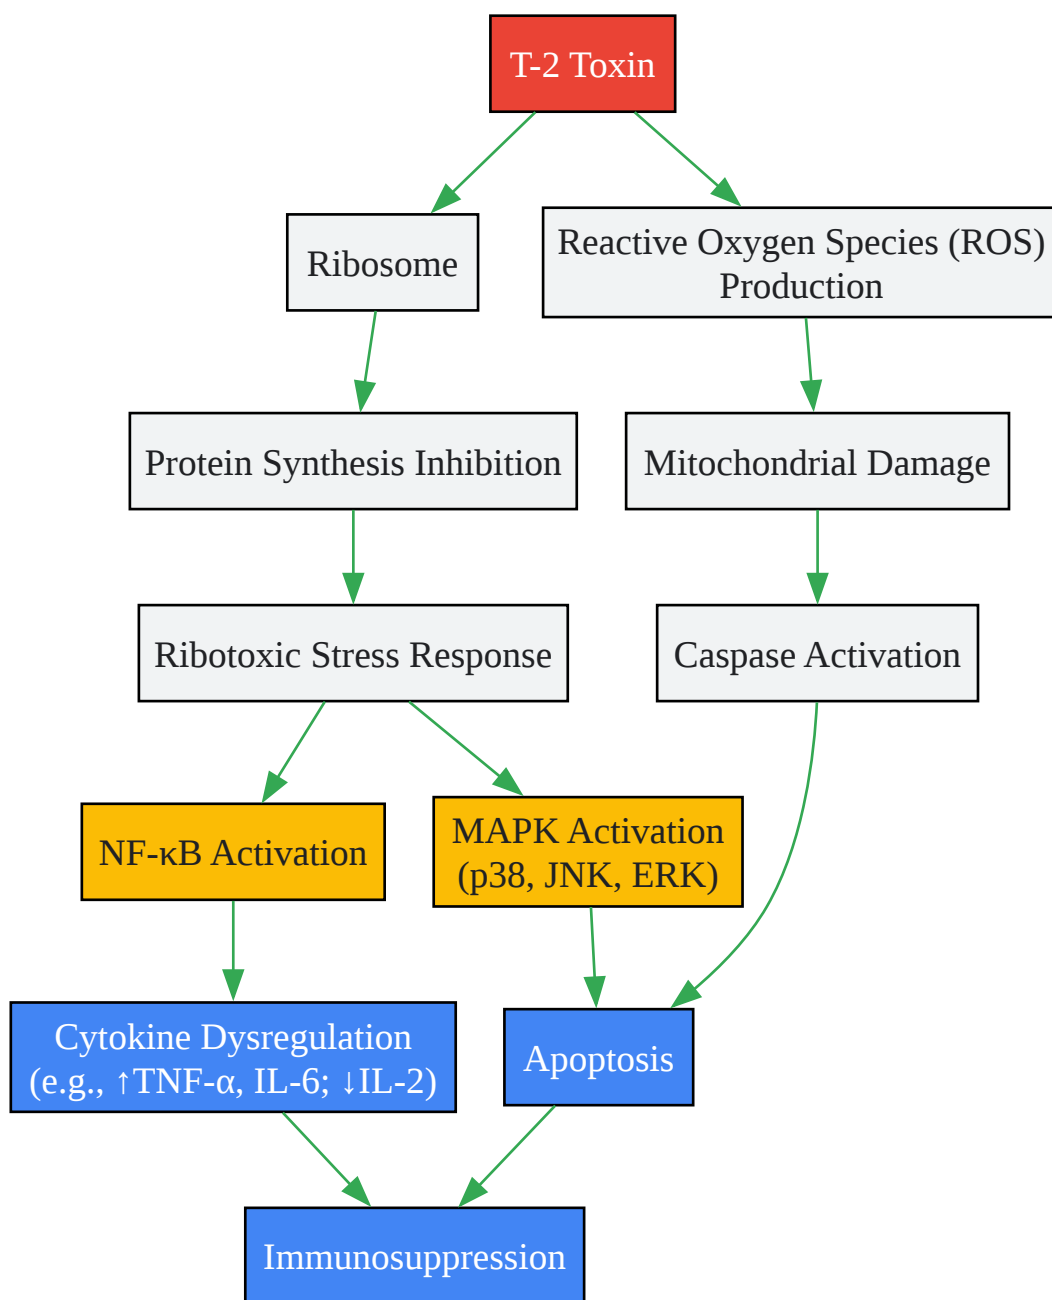 T-2 Toxin
Ribosome
Reactive Oxygen Species (ROS)
Production
Protein Synthesis Inhibition
Mitochondrial Damage
Ribotoxic Stress Response
Caspase Activation
NF-κB Activation
MAPK Activation
(p38, JNK, ERK)
Cytokine Dysregulation
(e.g., ↑TNF-α, IL-6; ↓IL-2)
Apoptosis
Immunosuppression